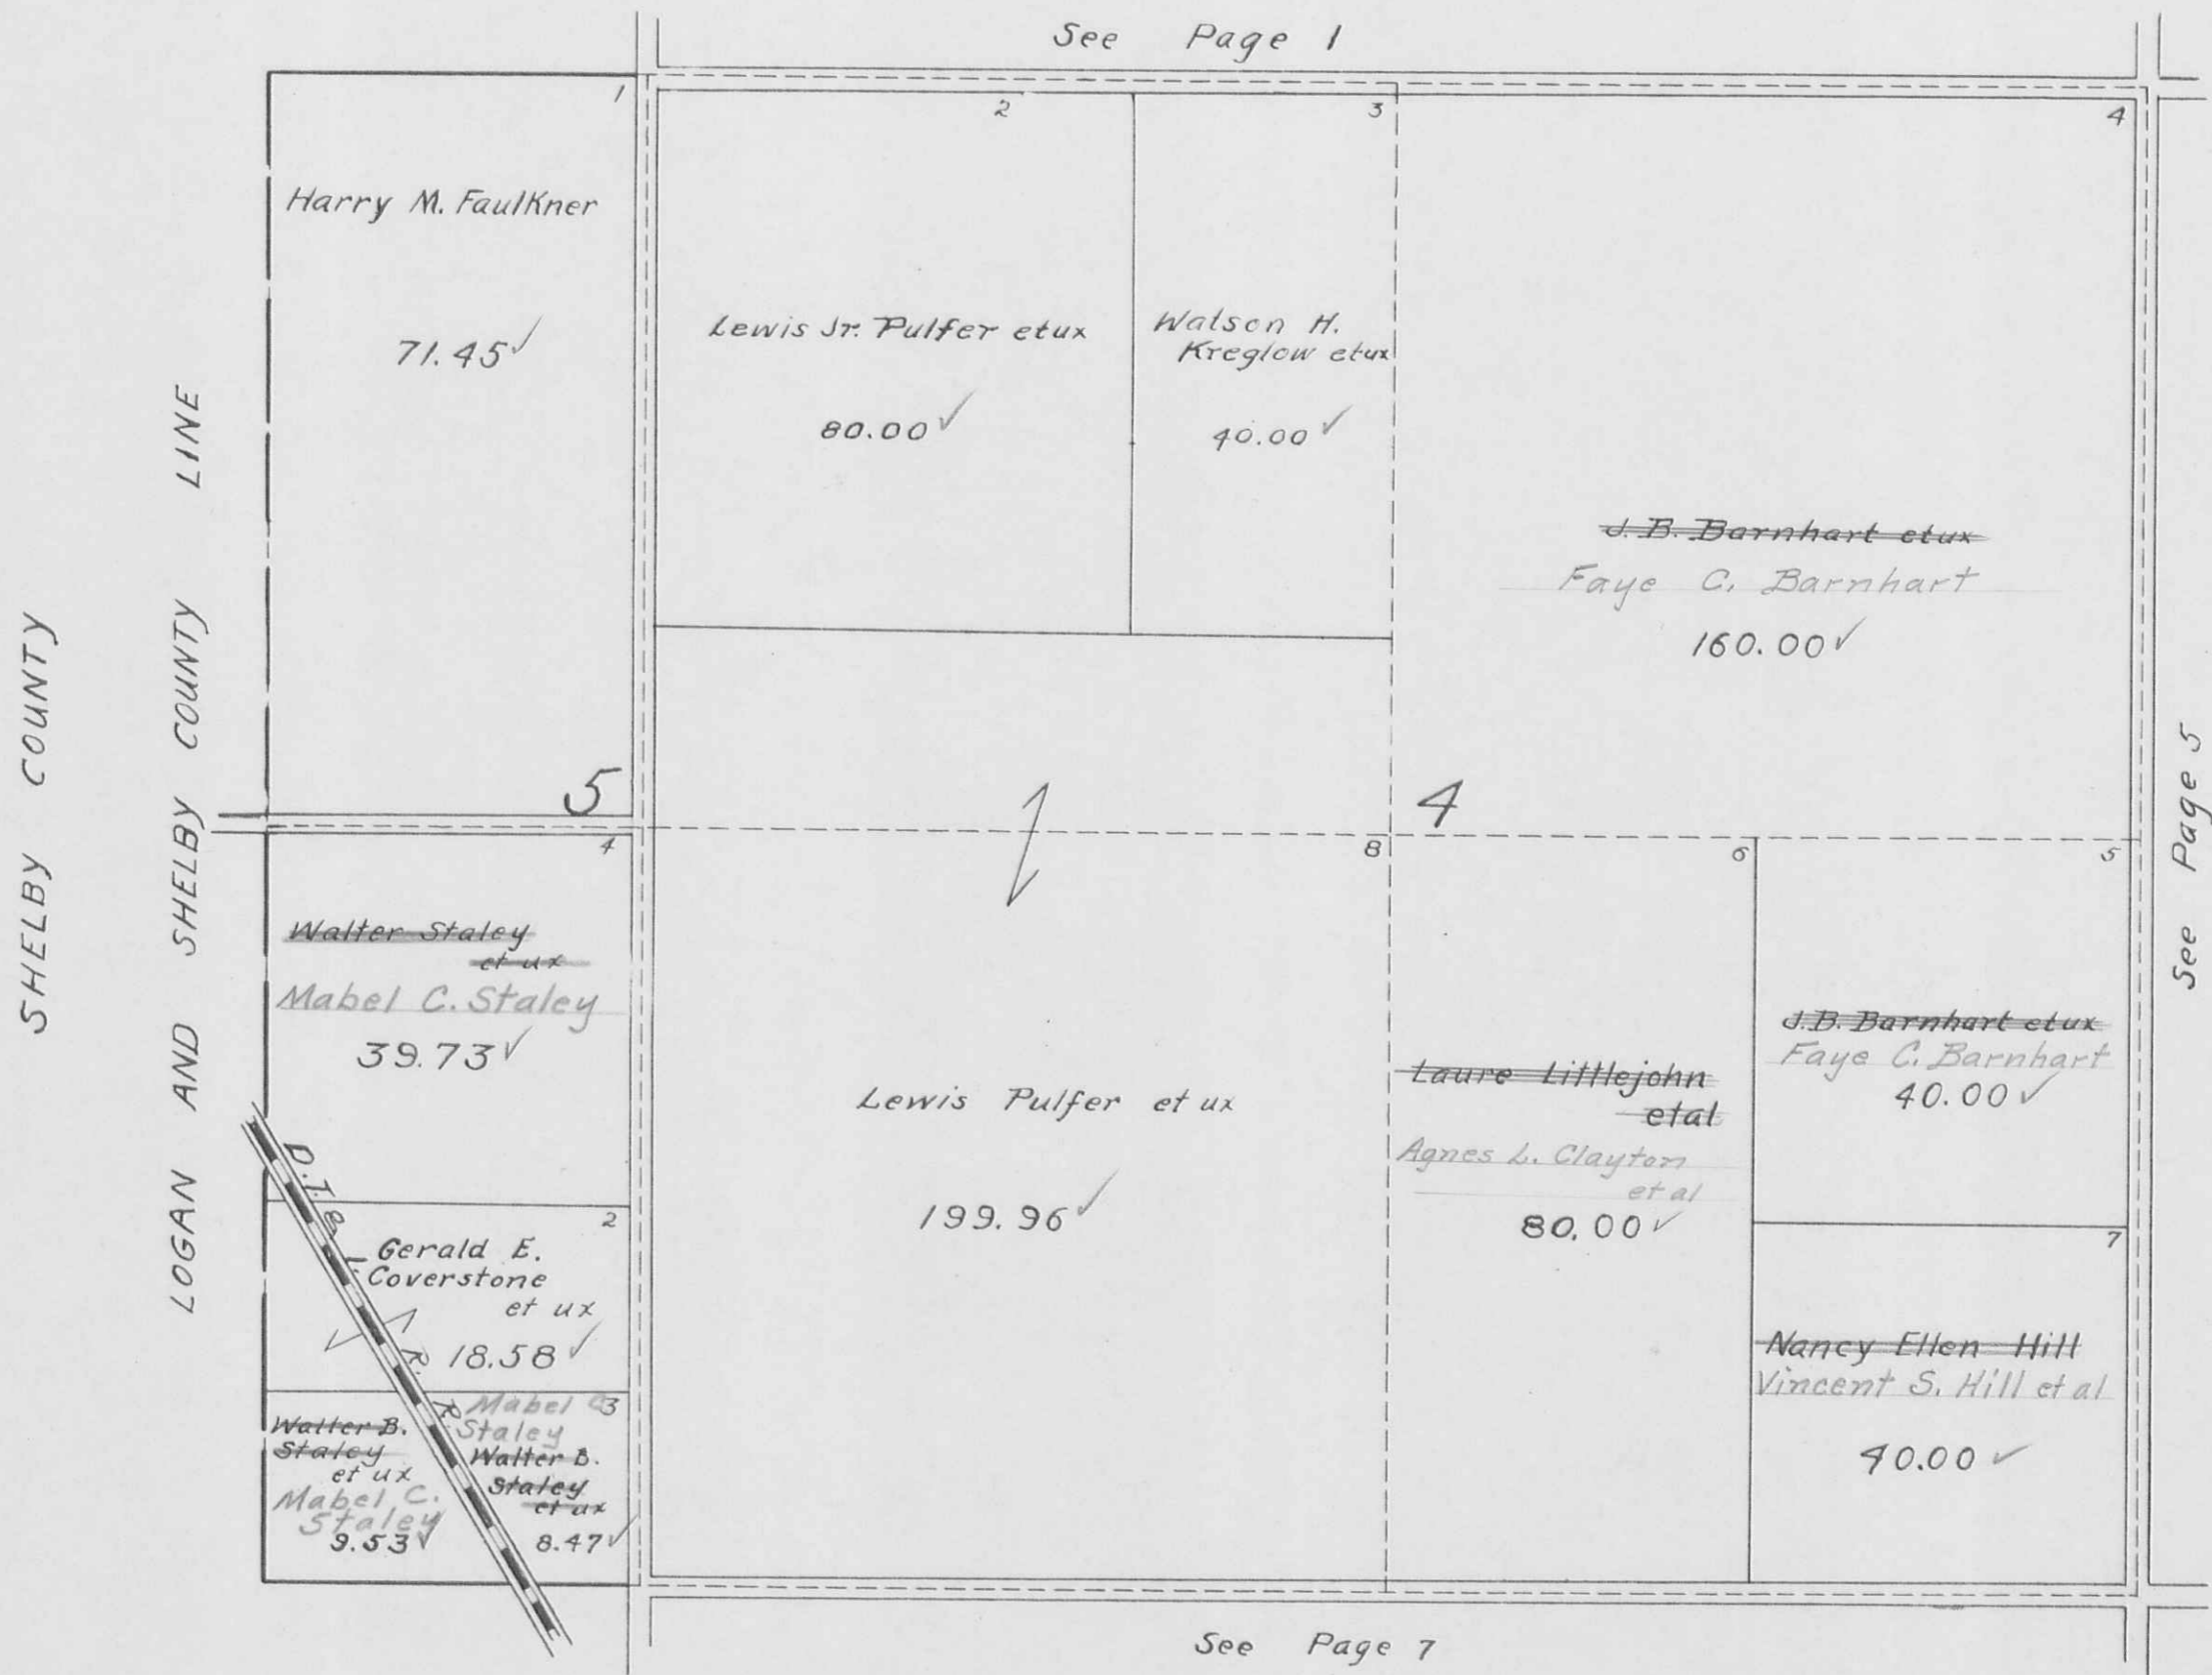 See Page 1
SHELBY COUNTY
LOGAN AND SHELBY COUNTY LINE
1
Harry M. Faulkner
71.45
5
2
Lewis Jr. Pulfer etux
80.00
3
Watson H.
Kreglow etux
40.00
4
J. B. Barnhart etux
Faye C. Barnhart
160.00
4
See Page 5
4
Walter Staley
et ux
Mabel C. Staley
39.73
D.T.& I. R. R.
2
Gerald E.
Coverstone
et ux
18.58
Walter B.
Staley
et ux
Mabel C.
Staley
9.53
3
Mabel C
Staley
Walter B.
Staley
et ux
8.47
8
Lewis Pulfer et ux
199.96
6
Laure Littlejohn
etal
Agnes L. Clayton
et al
80.00
5
J.B. Barnhart etux
Faye C. Barnhart
40.00
7
Nancy Ellen Hill
Vincent S. Hill et al
40.00
See Page 7